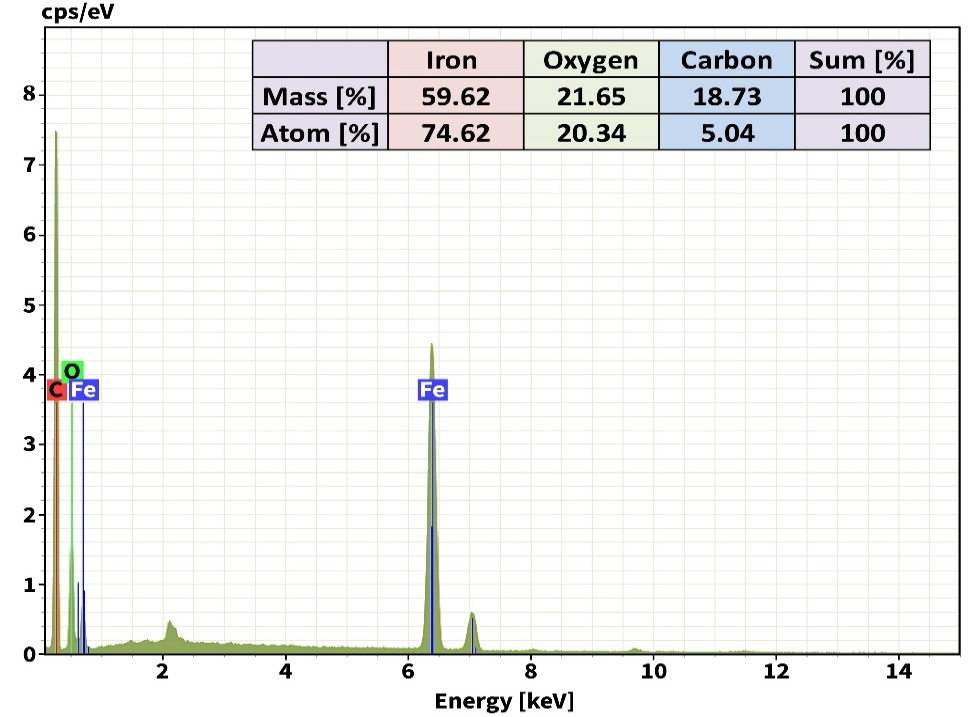 cps/eV
Iron Oxygen Carbon Sum [%]
Mass [%] 59.62 21.65 18.73 100
Atom [%] 74.62 20.34 5.04 100
8
7
6
5
4
3
2
1
0
O
C Fe
Fe
2 4 6 8 10 12 14
Energy [keV]